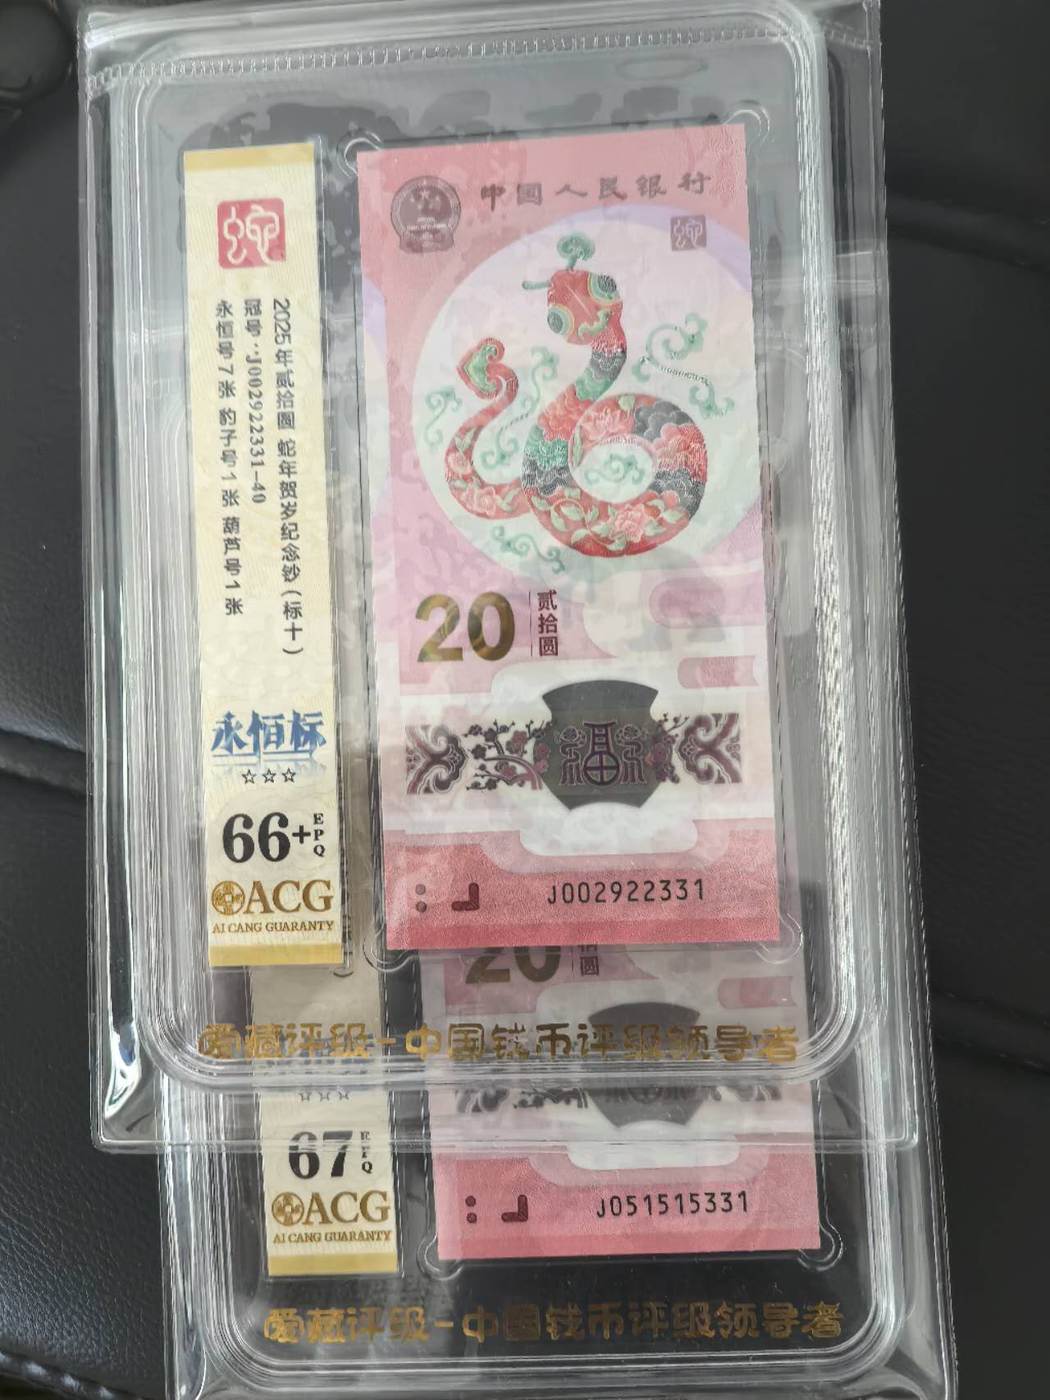 2025年贰拾圆 蛇年贺岁纪念钞(标十)
冠号:J002922331-40
永恒号7张 豹子号1张 葫芦号1张
永恒标
☆☆☆
66+
EPQ
ACG
AI CANG GUARANTY
中国人民银行
20
贰拾圆
J002922331
爱藏评级-中国钱币评级领导者
20
拾圆
☆☆☆
67
EPQ
ACG
AI CANG GUARANTY
J051515331
爱藏评级-中国钱币评级领导者